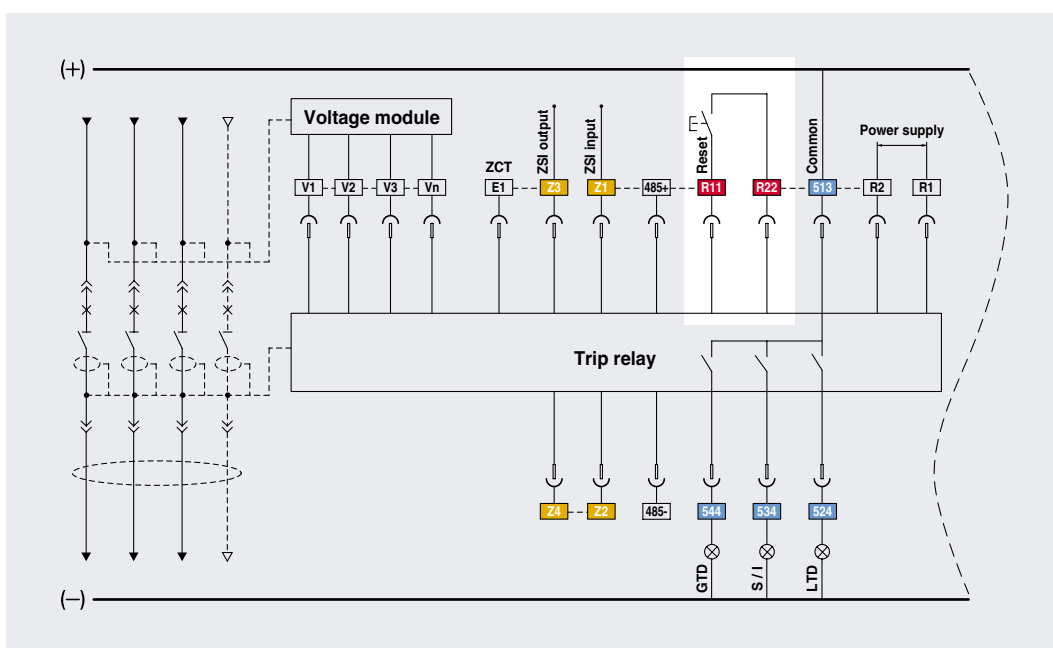 (+)
Voltage module
ZCT
ZSI output
ZSI input
Reset
Common
Power supply
V1
V2
V3
Vn
E1
Z3
Z1
485+
R11
R22
513
R2
R1
Trip relay
Z4
Z2
485-
544
534
524
GTD
S / I
LTD
(—)